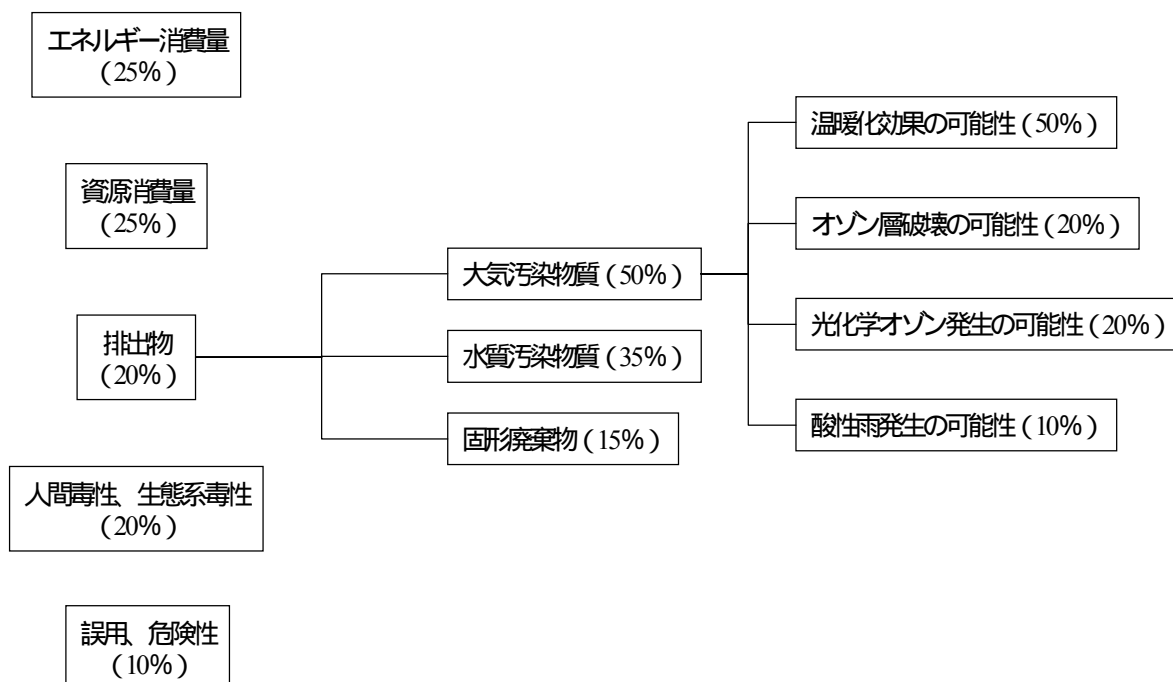 エネルギー消費量
（25%）
資源消費量
（25%）
排出物
（20%）
人間毒性、生態系毒性
（20%）
誤用、危険性
（10%）
大気汚染物質（50%）
水質汚染物質（35%）
固形廃棄物（15%）
温暖化効果の可能性（50%）
オゾン層破壊の可能性（20%）
光化学オゾン発生の可能性（20%）
酸性雨発生の可能性（10%）